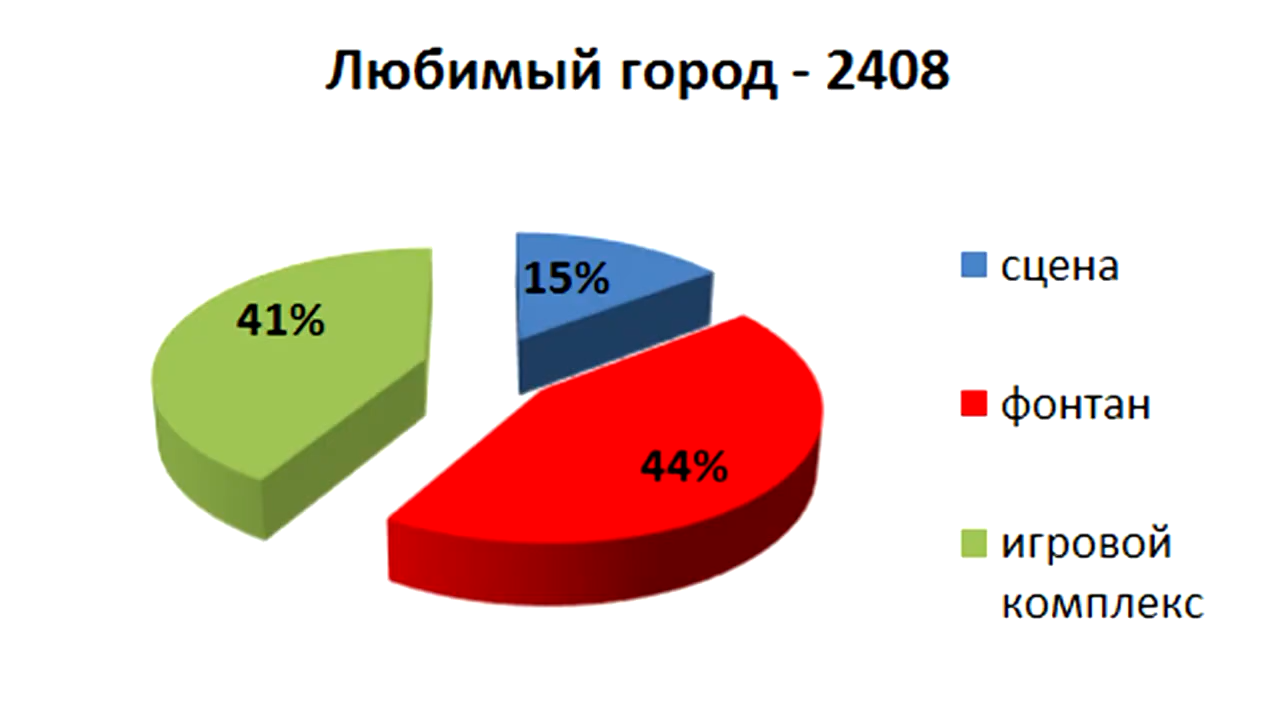 Любимый город - 2408
15%
41%
44%
сцена
фонтан
игровой
комплекс